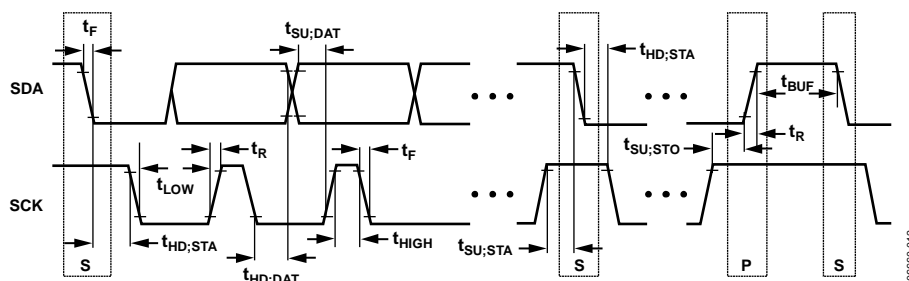 tF
tSU;DAT
tHD;STA
SDA
tBUF
tR
tF
tR
tSU;STO
tLOW
SCK
tHD;STA
tHIGH
tSU;STA
tHD;DAT
S
S
P
S